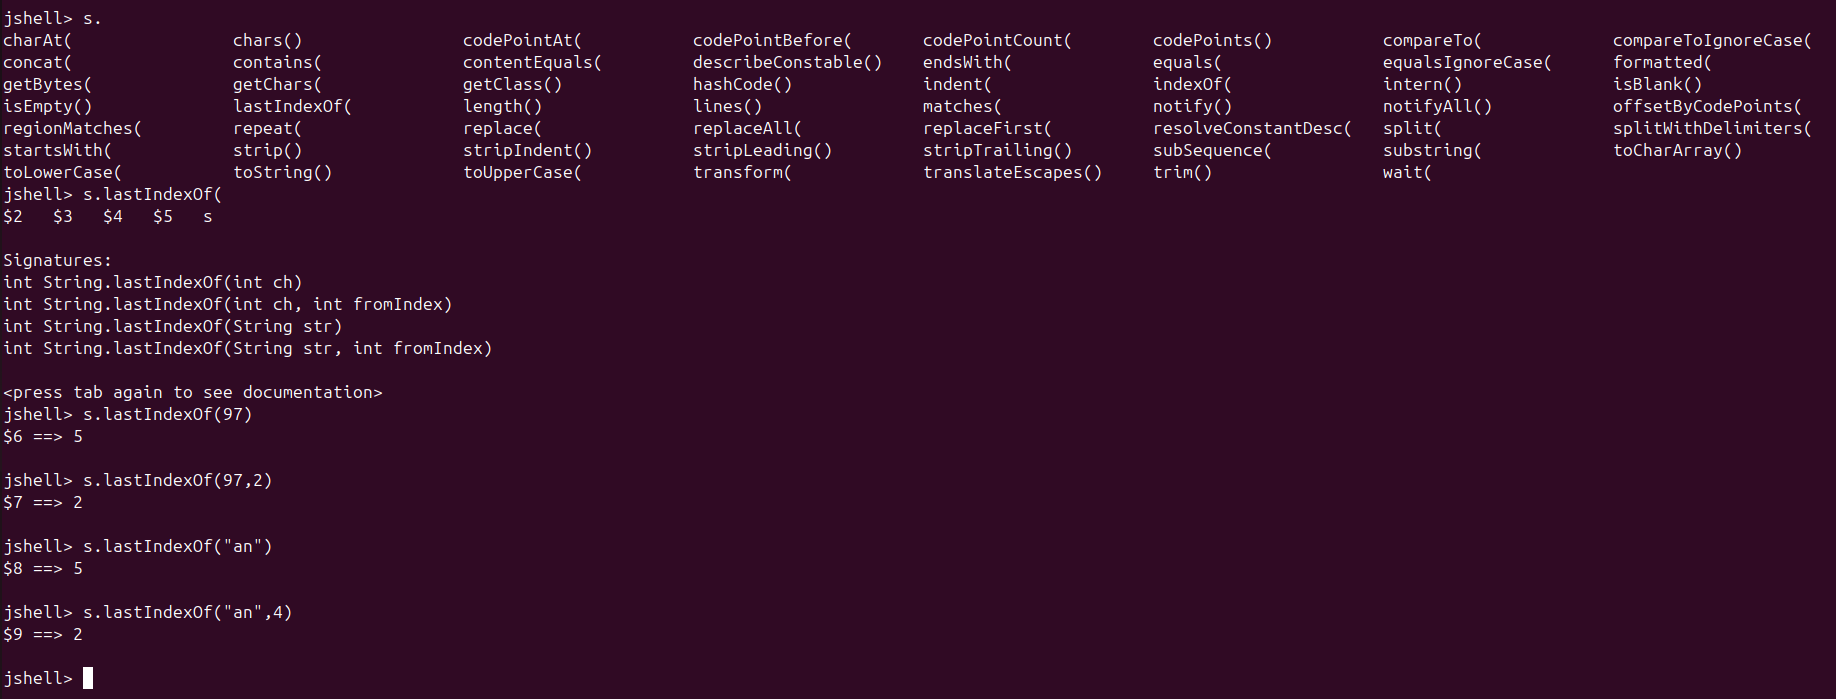 jshell> s.
charAt( chars() codePointAt( codePointBefore( codePointCount( codePoints() compareTo( compareToIgnoreCase(
concat( contains( contentEquals( describeConstable() endsWith( equals( equalsIgnoreCase( formatted(
getBytes( getChars( getClass() hashCode() indent( indexOf( intern() isBlank()
isEmpty() lastIndexOf( length() lines() matches( notify() notifyAll() offsetByCodePoints(
regionMatches( repeat( replace( replaceAll( replaceFirst( resolveConstantDesc( split( splitWithDelimiters(
startsWith( strip() stripIndent() stripLeading() stripTrailing() subSequence( substring( toCharArray()
toLowerCase( toString() toUpperCase( transform( translateEscapes() trim() wait(
jshell> s.lastIndexOf(
$2 $3 $4 $5 s
Signatures:
int String.lastIndexOf(int ch)
int String.lastIndexOf(int ch, int fromIndex)
int String.lastIndexOf(String str)
int String.lastIndexOf(String str, int fromIndex)
<press tab again to see documentation>
jshell> s.lastIndexOf(97)
$6 ==> 5
jshell> s.lastIndexOf(97,2)
$7 ==> 2
jshell> s.lastIndexOf("an")
$8 ==> 5
jshell> s.lastIndexOf("an",4)
$9 ==> 2
jshell>